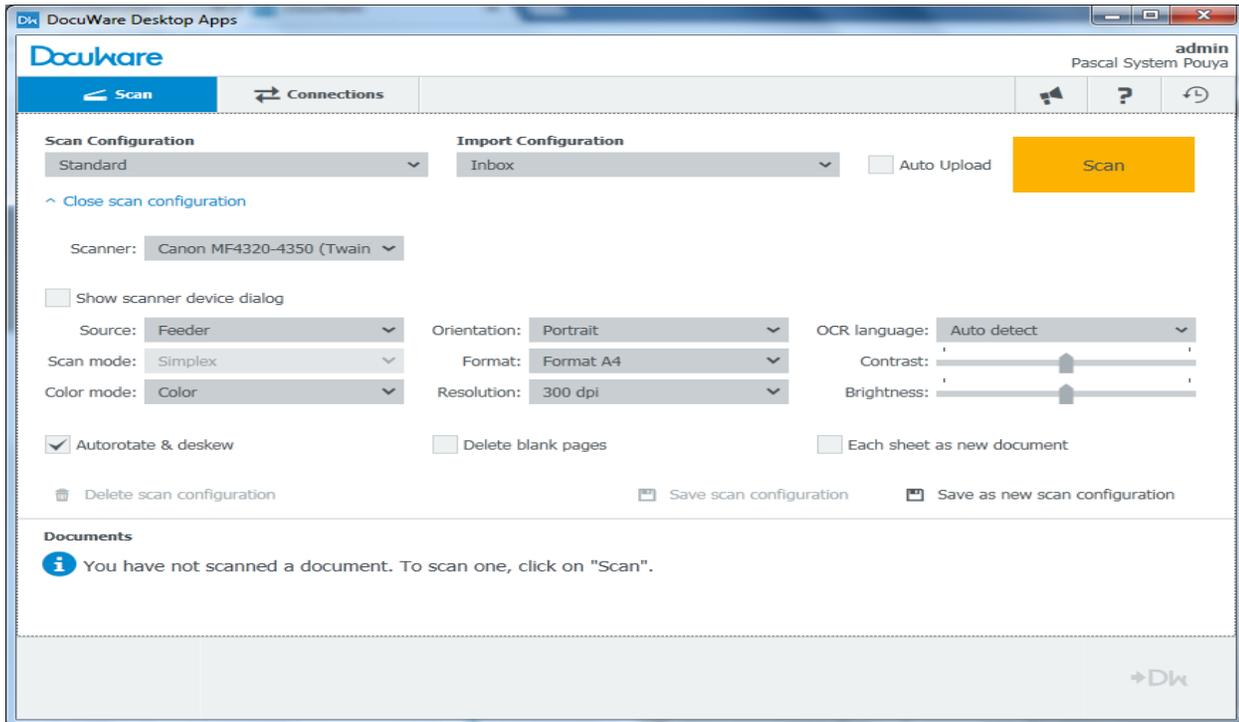 DW DocuWare Desktop Apps
DocuWare
admin
Pascal System Pouya
Scan Connections ?
Scan Configuration Import Configuration
Standard Inbox Auto Upload Scan
^ Close scan configuration
Scanner: Canon MF4320-4350 (Twain
Show scanner device dialog
Source: Feeder Orientation: Portrait OCR language: Auto detect
Scan mode: Simplex Format: Format A4 Contrast:
Color mode: Color Resolution: 300 dpi Brightness:
Autorotate & deskew Delete blank pages Each sheet as new document
Delete scan configuration Save scan configuration Save as new scan configuration
Documents
i You have not scanned a document. To scan one, click on "Scan".
DW